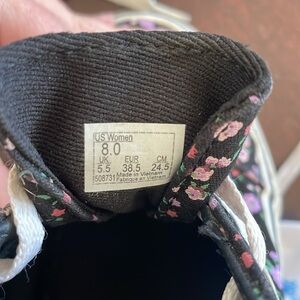 US Women
8.0
UK EUR CM
5.5 38.5 24.5
508731 Made in Vietnam
Fabriqué en Vietnam